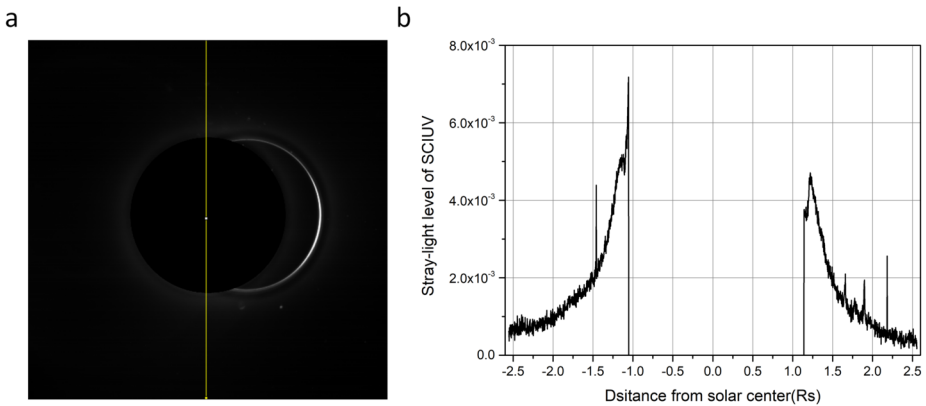 a
b
8.0x10-3
6.0x10-3
4.0x10-3
2.0x10-3
0.0
Stray-light level of SCIUV
-2.5 -2.0 -1.5 -1.0 -0.5 0.0 0.5 1.0 1.5 2.0 2.5
Dsitance from solar center(Rs)